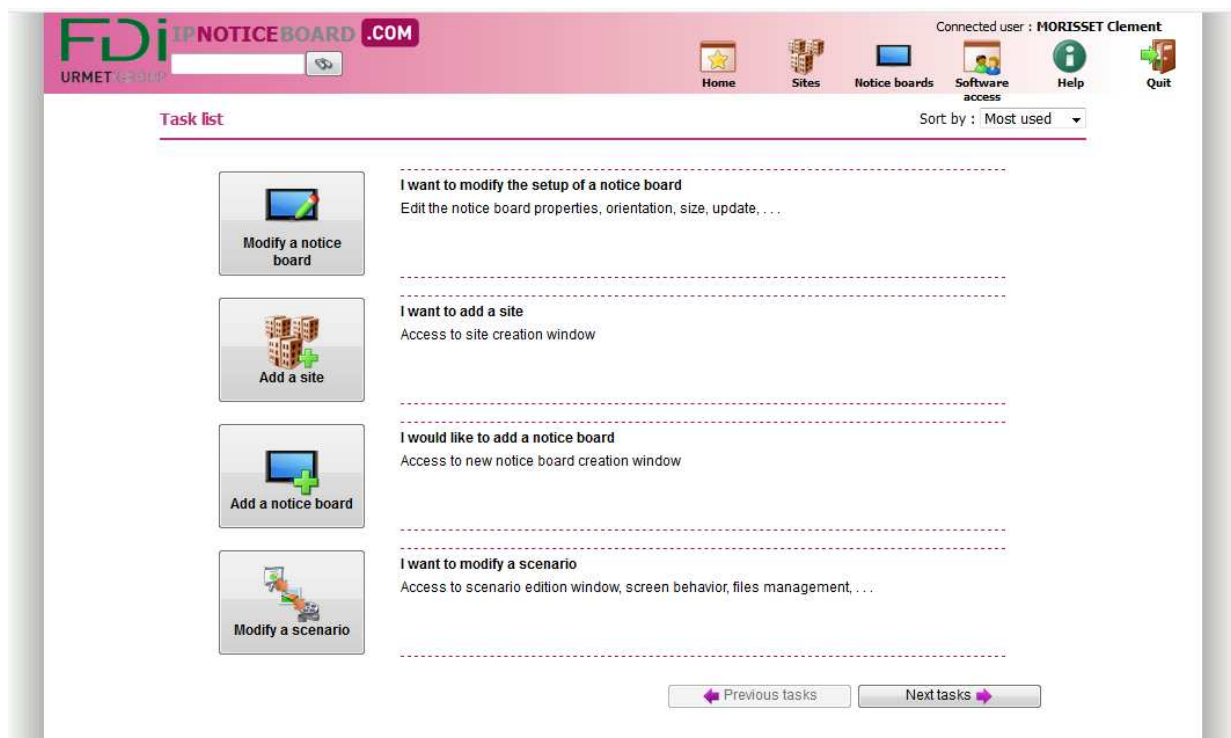 FDi IPNOTICEBOARD .COM
URMET GROUP
Connected user : MORISSET Clement
Home
Sites
Notice boards
Software access
Help
Quit
Task list
Sort by : Most used
Modify a notice
board
I want to modify the setup of a notice board
Edit the notice board properties, orientation, size, update, . . .
Add a site
I want to add a site
Access to site creation window
Add a notice board
I would like to add a notice board
Access to new notice board creation window
Modify a scenario
I want to modify a scenario
Access to scenario edition window, screen behavior, files management, . . .
Previous tasks
Next tasks